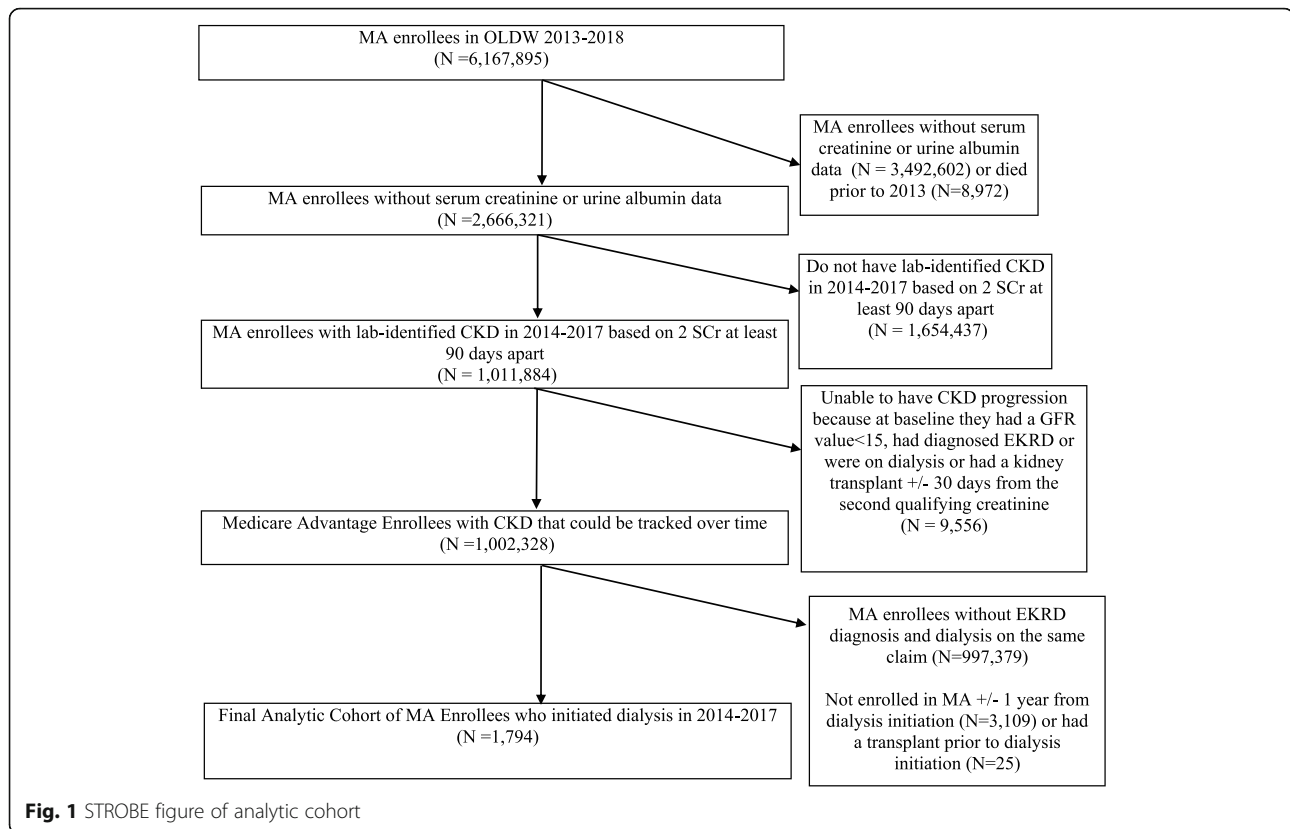 MA enrollees in OLDW 2013-2018
(N =6,167,895)
MA enrollees without serum
creatinine or urine albumin
data (N = 3,492,602) or died
prior to 2013 (N=8,972)
MA enrollees without serum creatinine or urine albumin data
(N =2,666,321)
Do not have lab-identified CKD
in 2014-2017 based on 2 SCr at
least 90 days apart
(N = 1,654,437)
MA enrollees with lab-identified CKD in 2014-2017 based on 2 SCr at least
90 days apart
(N = 1,011,884)
Unable to have CKD progression
because at baseline they had a GFR
value<15, had diagnosed EKRD or
were on dialysis or had a kidney
transplant +/- 30 days from the
second qualifying creatinine
(N = 9,556)
Medicare Advantage Enrollees with CKD that could be tracked over time
(N =1,002,328)
MA enrollees without EKRD
diagnosis and dialysis on the same
claim (N=997,379)
Not enrolled in MA +/- 1 year from
dialysis initiation (N=3,109) or had
a transplant prior to dialysis
initiation (N=25)
Final Analytic Cohort of MA Enrollees who initiated dialysis in 2014-2017
(N =1,794)
Fig. 1 STROBE figure of analytic cohort